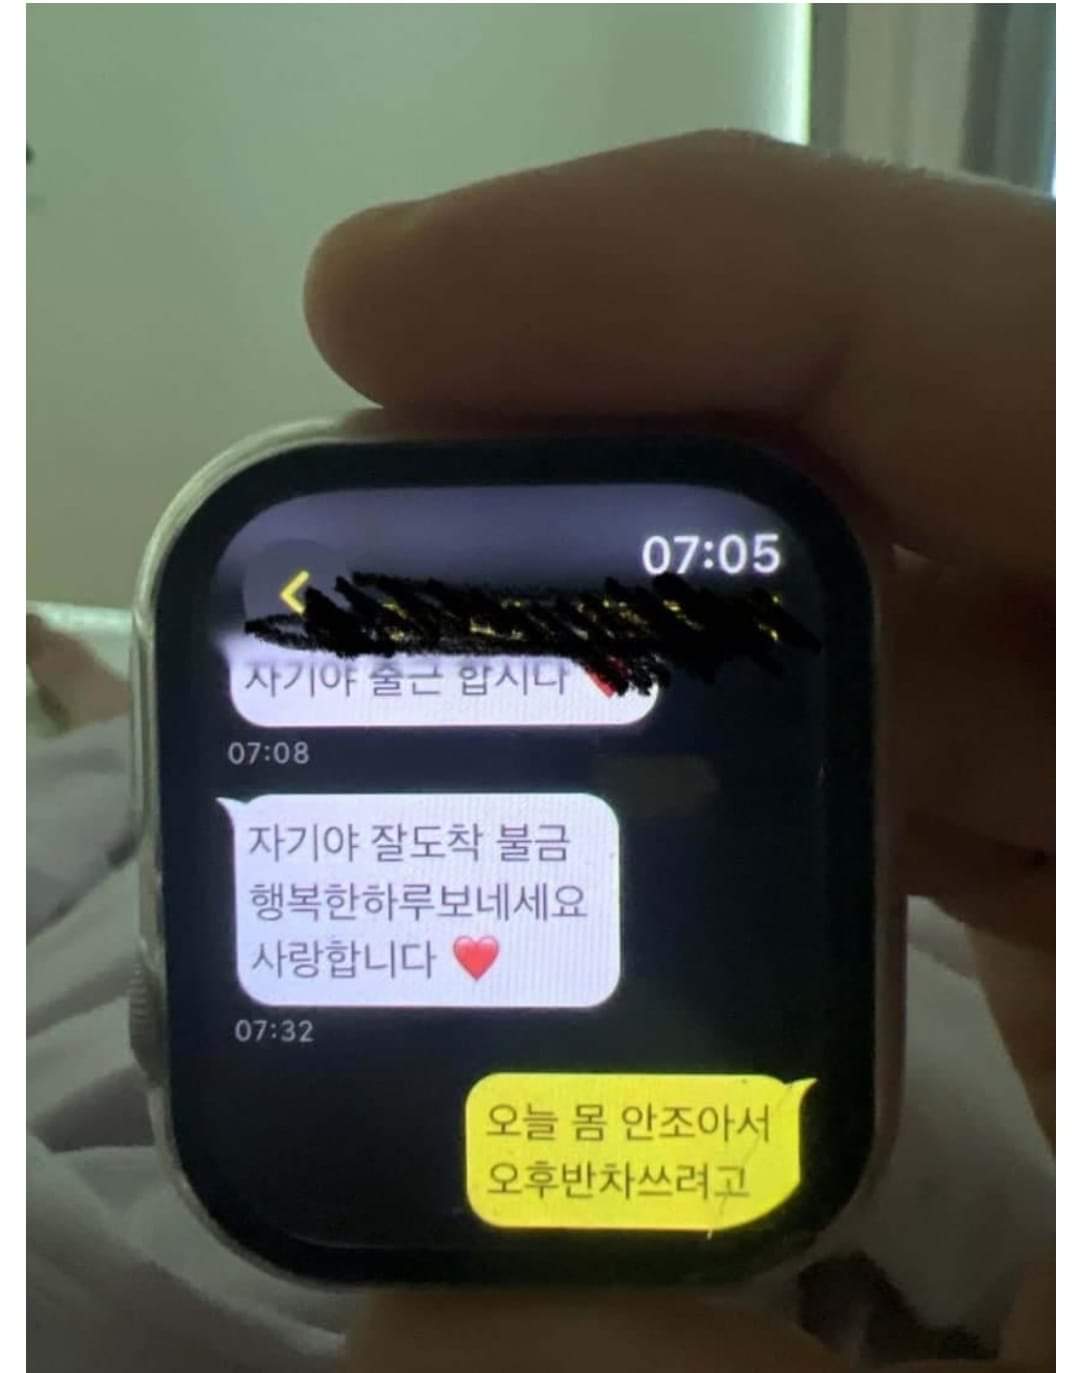 07:05
자기야 출근 합시다
07:08
자기야 잘도착 불금
행복한하루보네세요
사랑합니다 ❤️
07:32
오늘 몸 안조아서
오후반차쓰려고